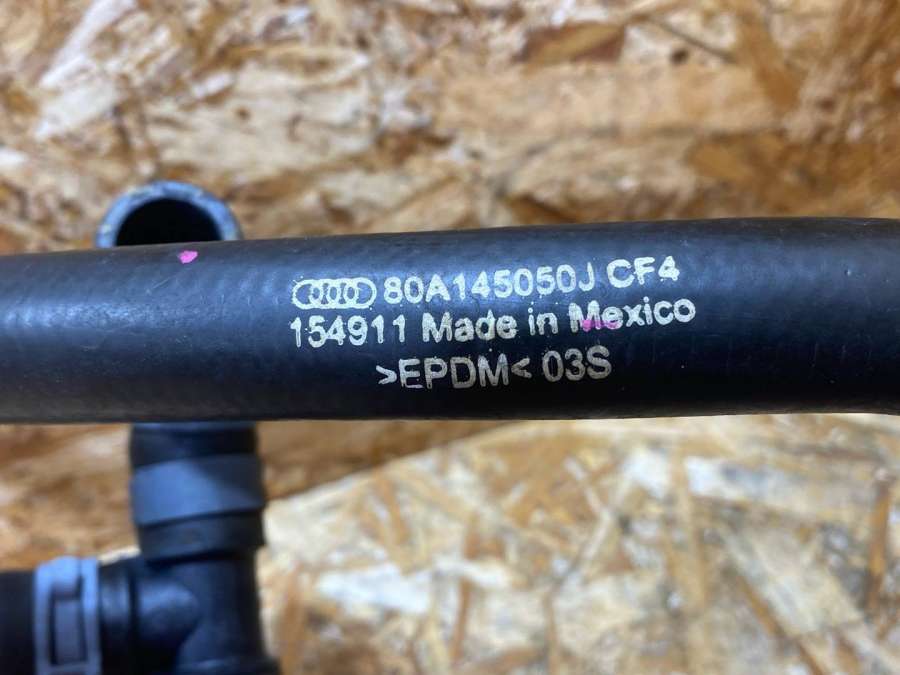 80A145050J CF4
154911 Made in Mexico
>EPDM< 03S